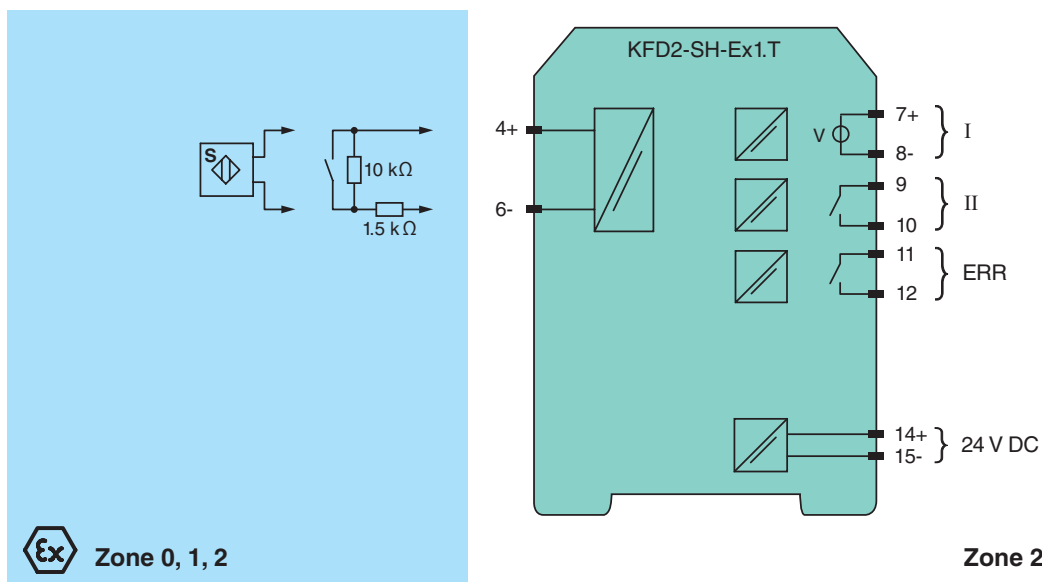 KFD2-SH-Ex1.T
S
10 kΩ
1.5 kΩ
4+
6-
V
7+
8-
I
9
10
II
11
12
ERR
14+
15-
24 V DC
Ex
Zone 0, 1, 2
Zone 2